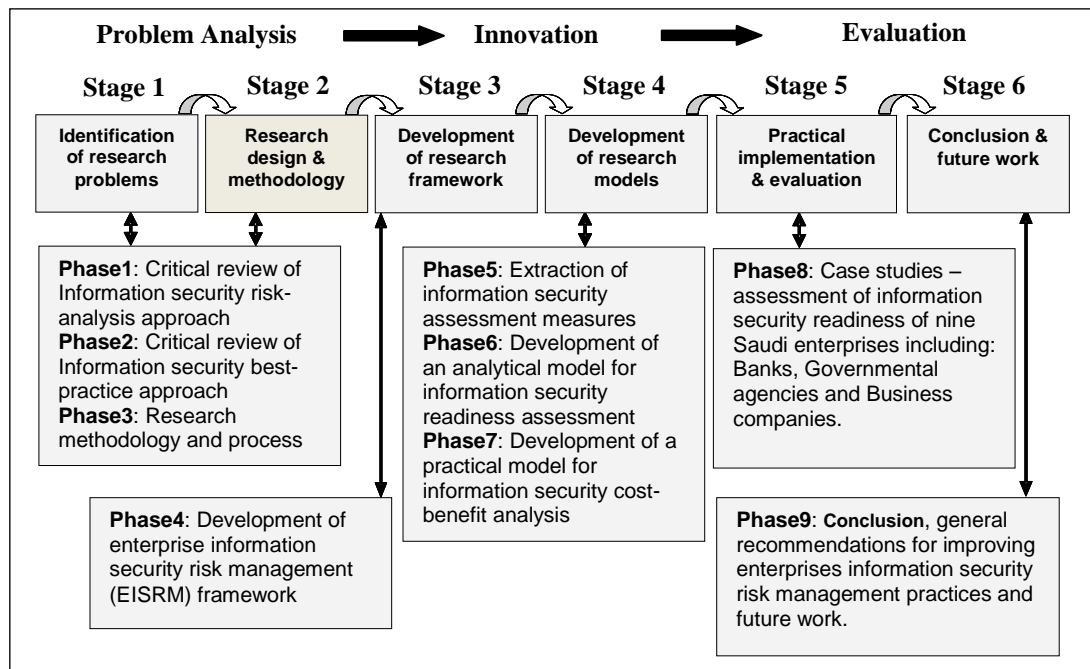 Problem Analysis
Innovation
Evaluation
Stage 1
Stage 2
Stage 3
Stage 4
Stage 5
Stage 6
Identification
of research
problems
Research
design &
methodology
Development
of research
framework
Development
of research
models
Practical
implementation
& evaluation
Conclusion &
future work
Phase1: Critical review of
Information security risk-
analysis approach
Phase2: Critical review of
Information security best-
practice approach
Phase3: Research
methodology and process
Phase4: Development of
enterprise information
security risk management
(EISRM) framework
Phase5: Extraction of
information security
assessment measures
Phase6: Development of
an analytical model for
information security
readiness assessment
Phase7: Development of a
practical model for
information security cost-
benefit analysis
Phase8: Case studies –
assessment of information
security readiness of nine
Saudi enterprises including:
Banks, Governmental
agencies and Business
companies.
Phase9: Conclusion, general
recommendations for improving
enterprises information security
risk management practices and
future work.